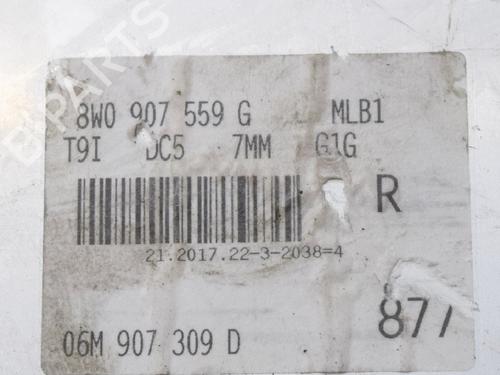 8W0 907 559 G MLB1
T9I DC5 7MM G1G
R
21.2017.22-3-2038=4
877
06M 907 309 D